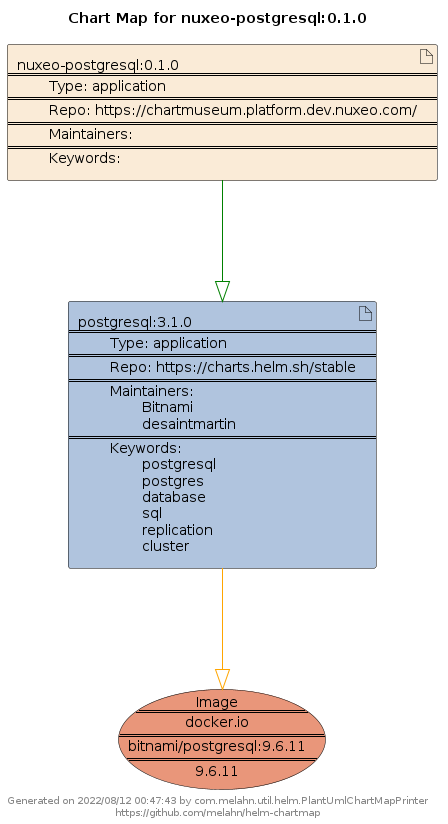 Chart Map for nuxeo-postgresql:0.1.0
nuxeo-postgresql:0.1.0
Type: application
Repo: https://chartmuseum.platform.dev.nuxeo.com/
Maintainers:
Keywords:
postgresql:3.1.0
Type: application
Repo: https://charts.helm.sh/stable
Maintainers:
Bitnami
desaintmartin
Keywords:
postgresql
postgres
database
sql
replication
cluster
Image
docker.io
bitnami/postgresql:9.6.11
9.6.11
Generated on 2022/08/12 00:47:43 by com.melahn.util.helm.PlantUmlChartMapPrinter
https://github.com/melahn/helm-chartmap